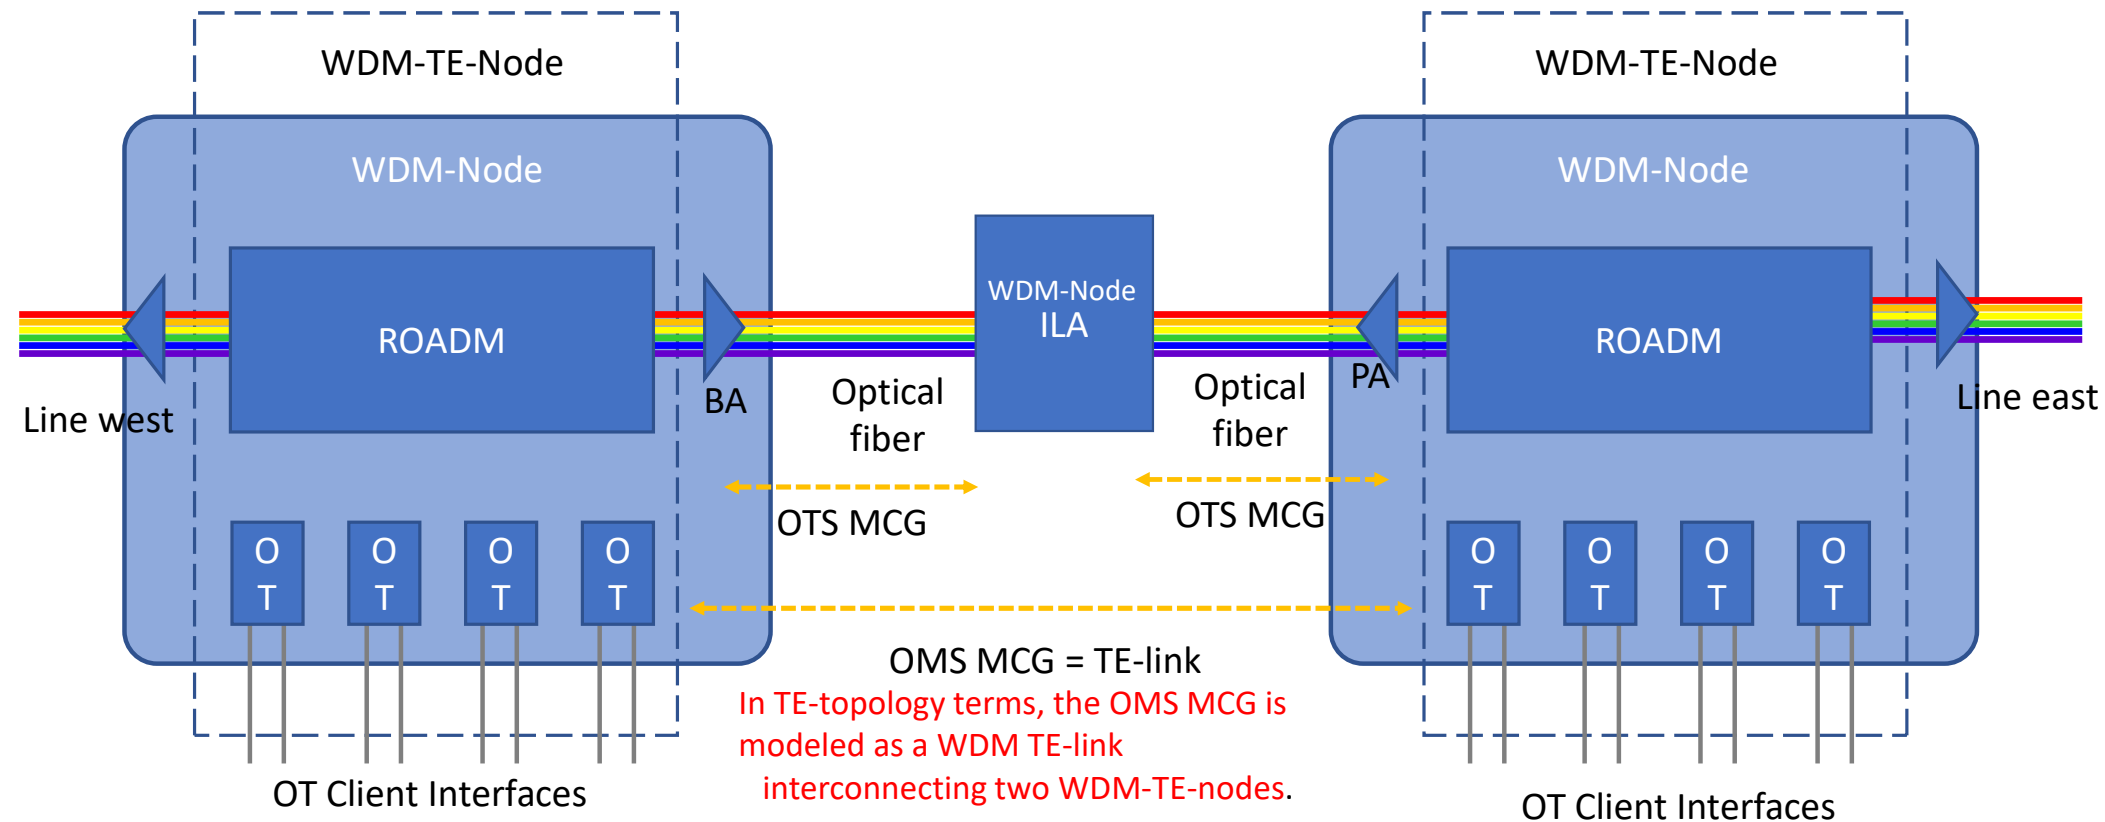 WDM-TE-Node
WDM-TE-Node
WDM-Node
WDM-Node
WDM-Node
ILA
ROADM
ROADM
BA
PA
Optical
fiber
Optical
fiber
Line west
Line east
OTS MCG
OTS MCG
O
T
O
T
O
T
O
T
O
T
O
T
O
T
O
T
OMS MCG = TE-link
In TE-topology terms, the OMS MCG is
modeled as a WDM TE-link
interconnecting two WDM-TE-nodes.
OT Client Interfaces
OT Client Interfaces